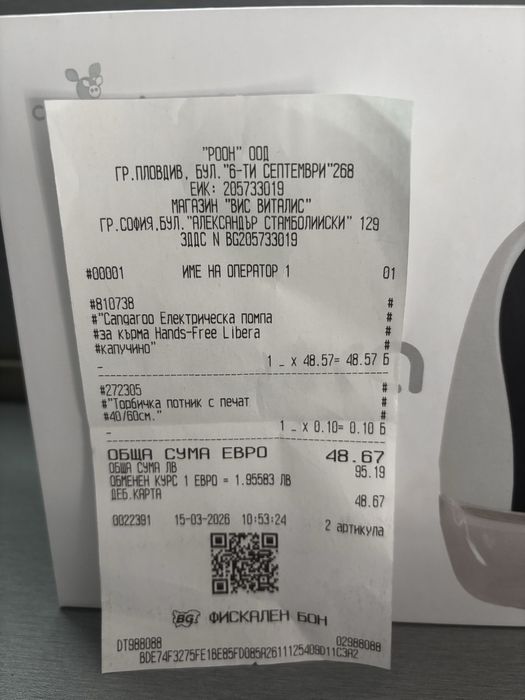 "РООН" ООД
ГР.ПЛОВДИВ, БУЛ."6-ТИ СЕПТЕМВРИ"268
ЕИК: 205733019
МАГАЗИН "ВИС ВИТАЛИС"
ГР.СОФИЯ,БУЛ."АЛЕКСАНДЪР СТАМБОЛИИСКИ" 129
ЗДДС N BG205733019
#00001 ИМЕ НА ОПЕРАТОР 1 01
#810738 #
#"Cangaroo Електрическа помпа #
#за кърма Hands-Free Libera #
#капучино" #
1 _ x 48.57= 48.57 Б
#272305 #
#"Торбичка потник с печат #
#40/60см." #
1 _ x 0.10= 0.10 Б
ОБЩА СУМА ЕВРО 48.67
ОБЩА СУМА ЛВ 95.19
ОБМЕНЕН КУРС 1 ЕВРО = 1.95583 ЛВ
ДЕБ.КАРТА 48.67
0022391 15-03-2026 10:53:24 2 артикула
BG ФИСКАЛЕН БОН
DT988088 02988088